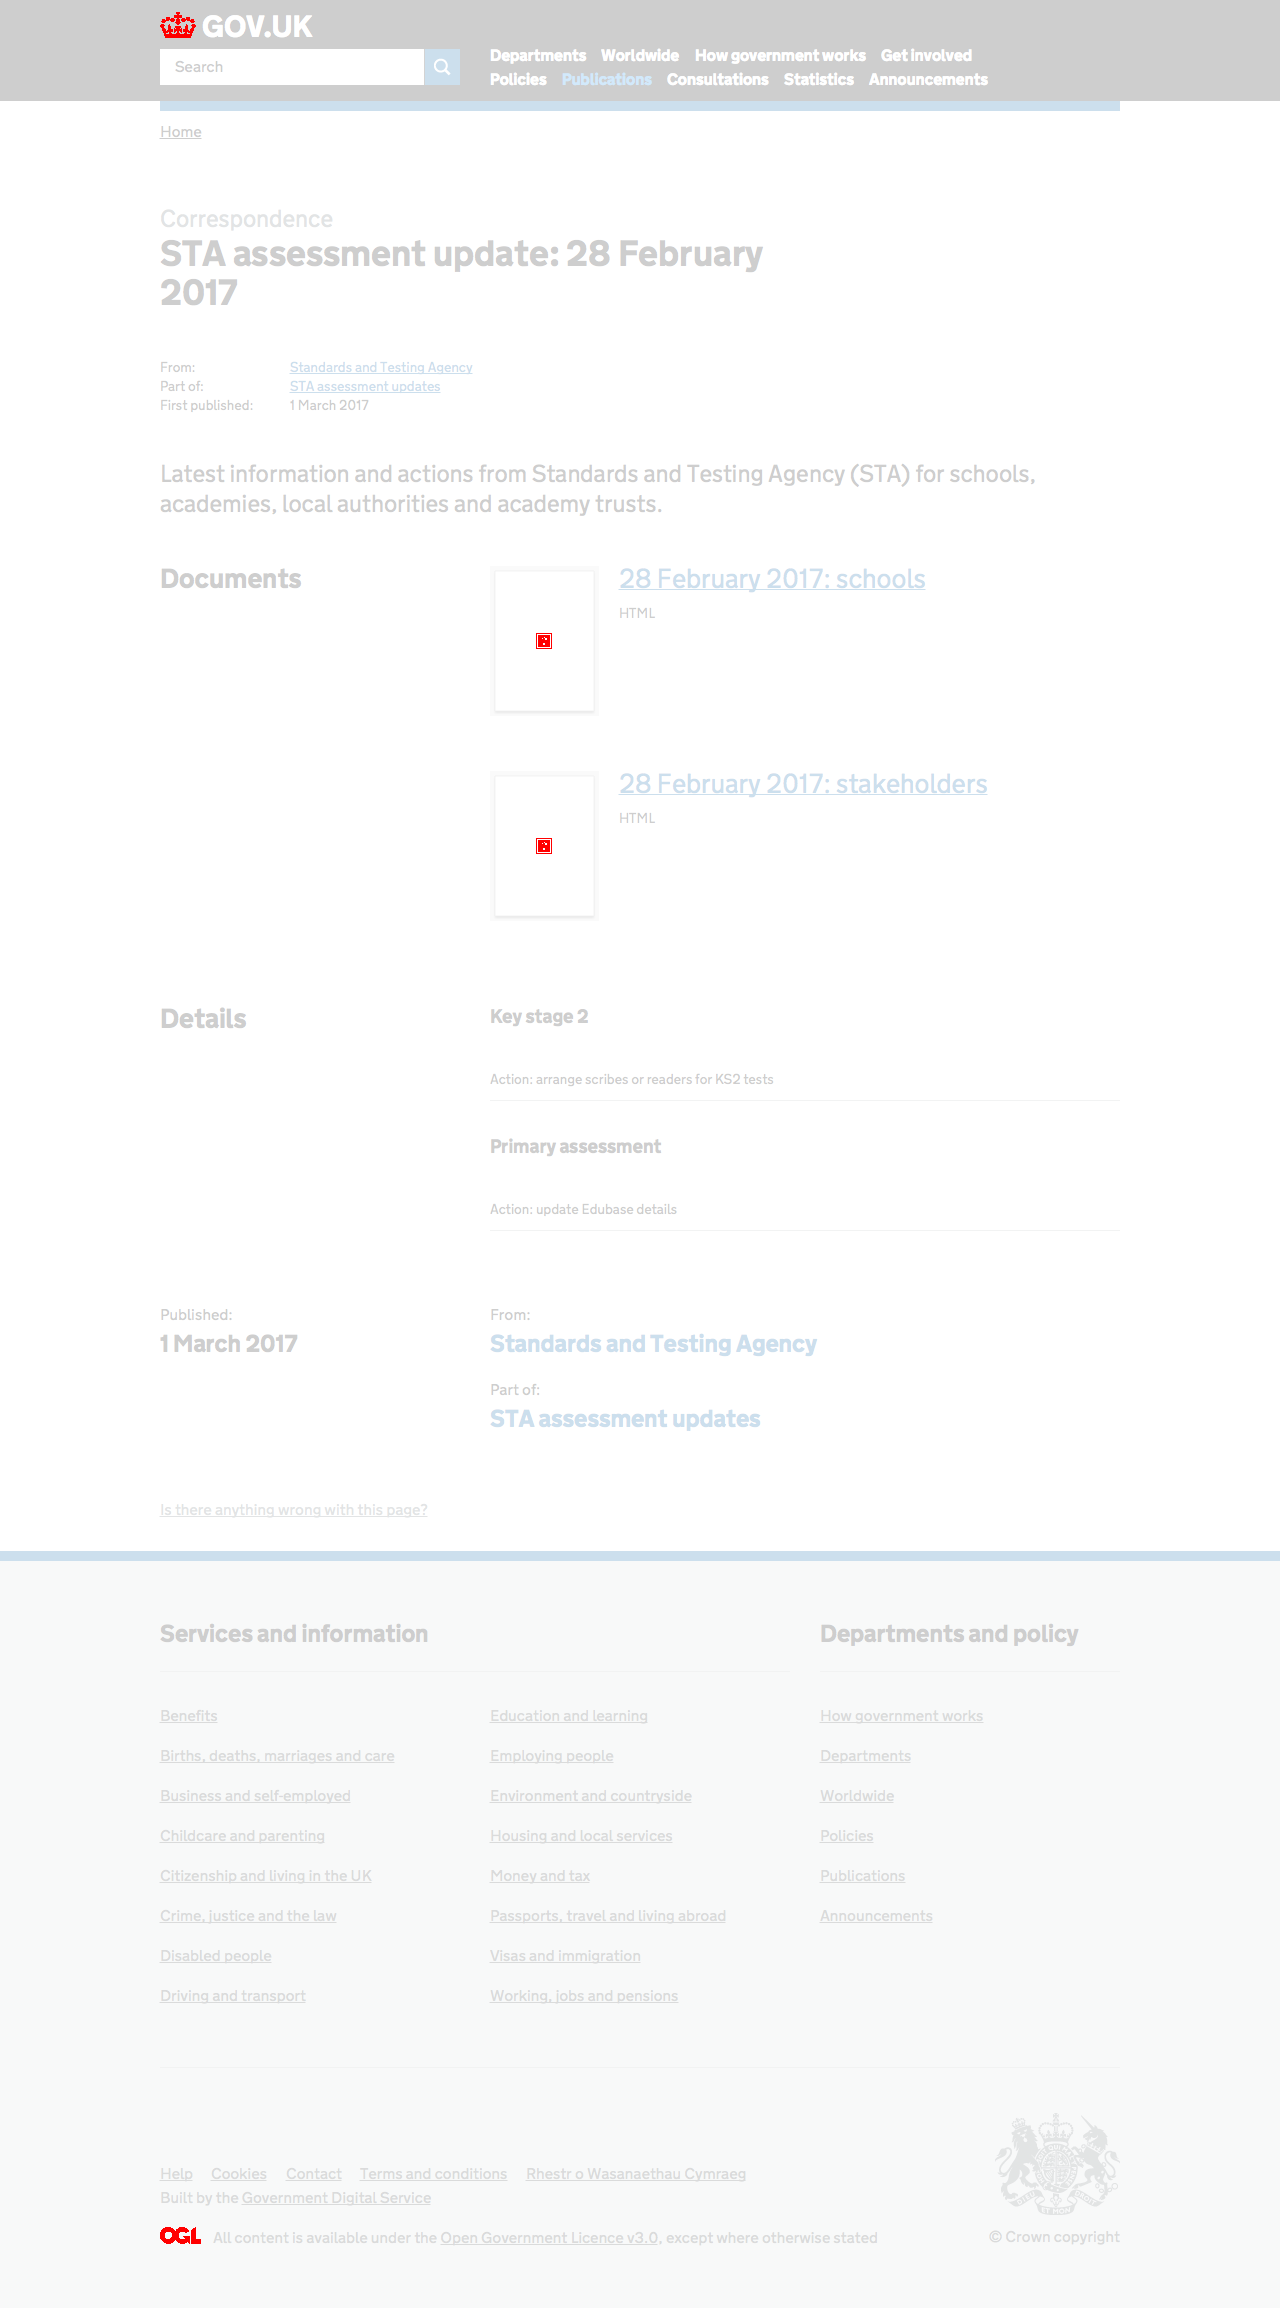 GOV.UK
Search
Departments Worldwide How government works Get involved
Policies Publications Consultations Statistics Announcements
Home
Correspondence
STA assessment update: 28 February
2017
From: Standards and Testing Agency
Part of: STA assessment updates
First published: 1 March 2017
Latest information and actions from Standards and Testing Agency (STA) for schools,
academies, local authorities and academy trusts.
Documents
28 February 2017: schools
HTML
28 February 2017: stakeholders
HTML
Details
Key stage 2
Action: arrange scribes or readers for KS2 tests
Primary assessment
Action: update Edubase details
Published:
1 March 2017
From:
Standards and Testing Agency
Part of:
STA assessment updates
Is there anything wrong with this page?
Services and information
Benefits
Births, deaths, marriages and care
Business and self-employed
Childcare and parenting
Citizenship and living in the UK
Crime, justice and the law
Disabled people
Driving and transport
Education and learning
Employing people
Environment and countryside
Housing and local services
Money and tax
Passports, travel and living abroad
Visas and immigration
Working, jobs and pensions
Departments and policy
How government works
Departments
Worldwide
Policies
Publications
Announcements
Help Cookies Contact Terms and conditions Rhestr o Wasanaethau Cymraeg
Built by the Government Digital Service
OGL All content is available under the Open Government Licence v3.0, except where otherwise stated
© Crown copyright